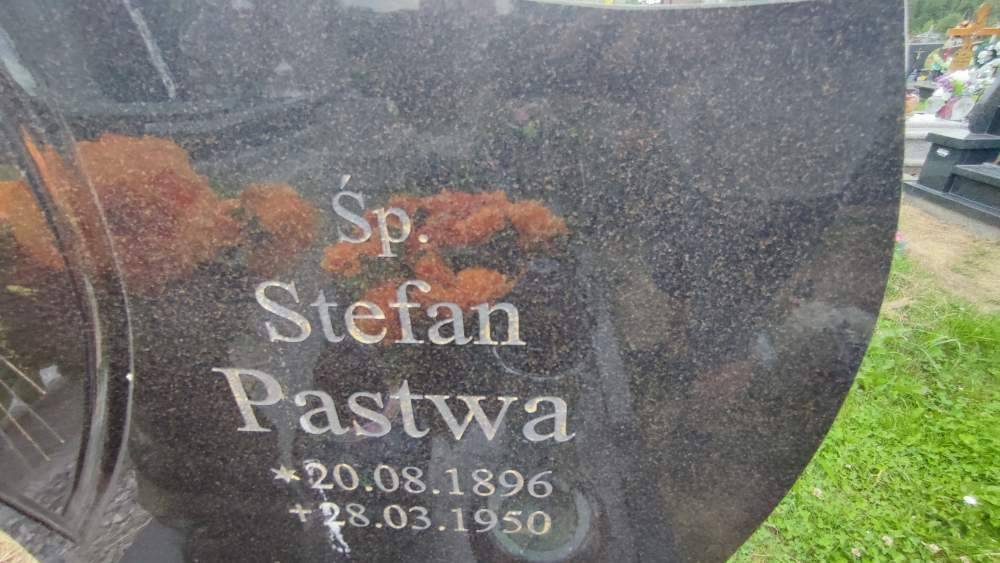 Śp.
Stefan
Pastwa
*20.08.1896
+28.03.1950